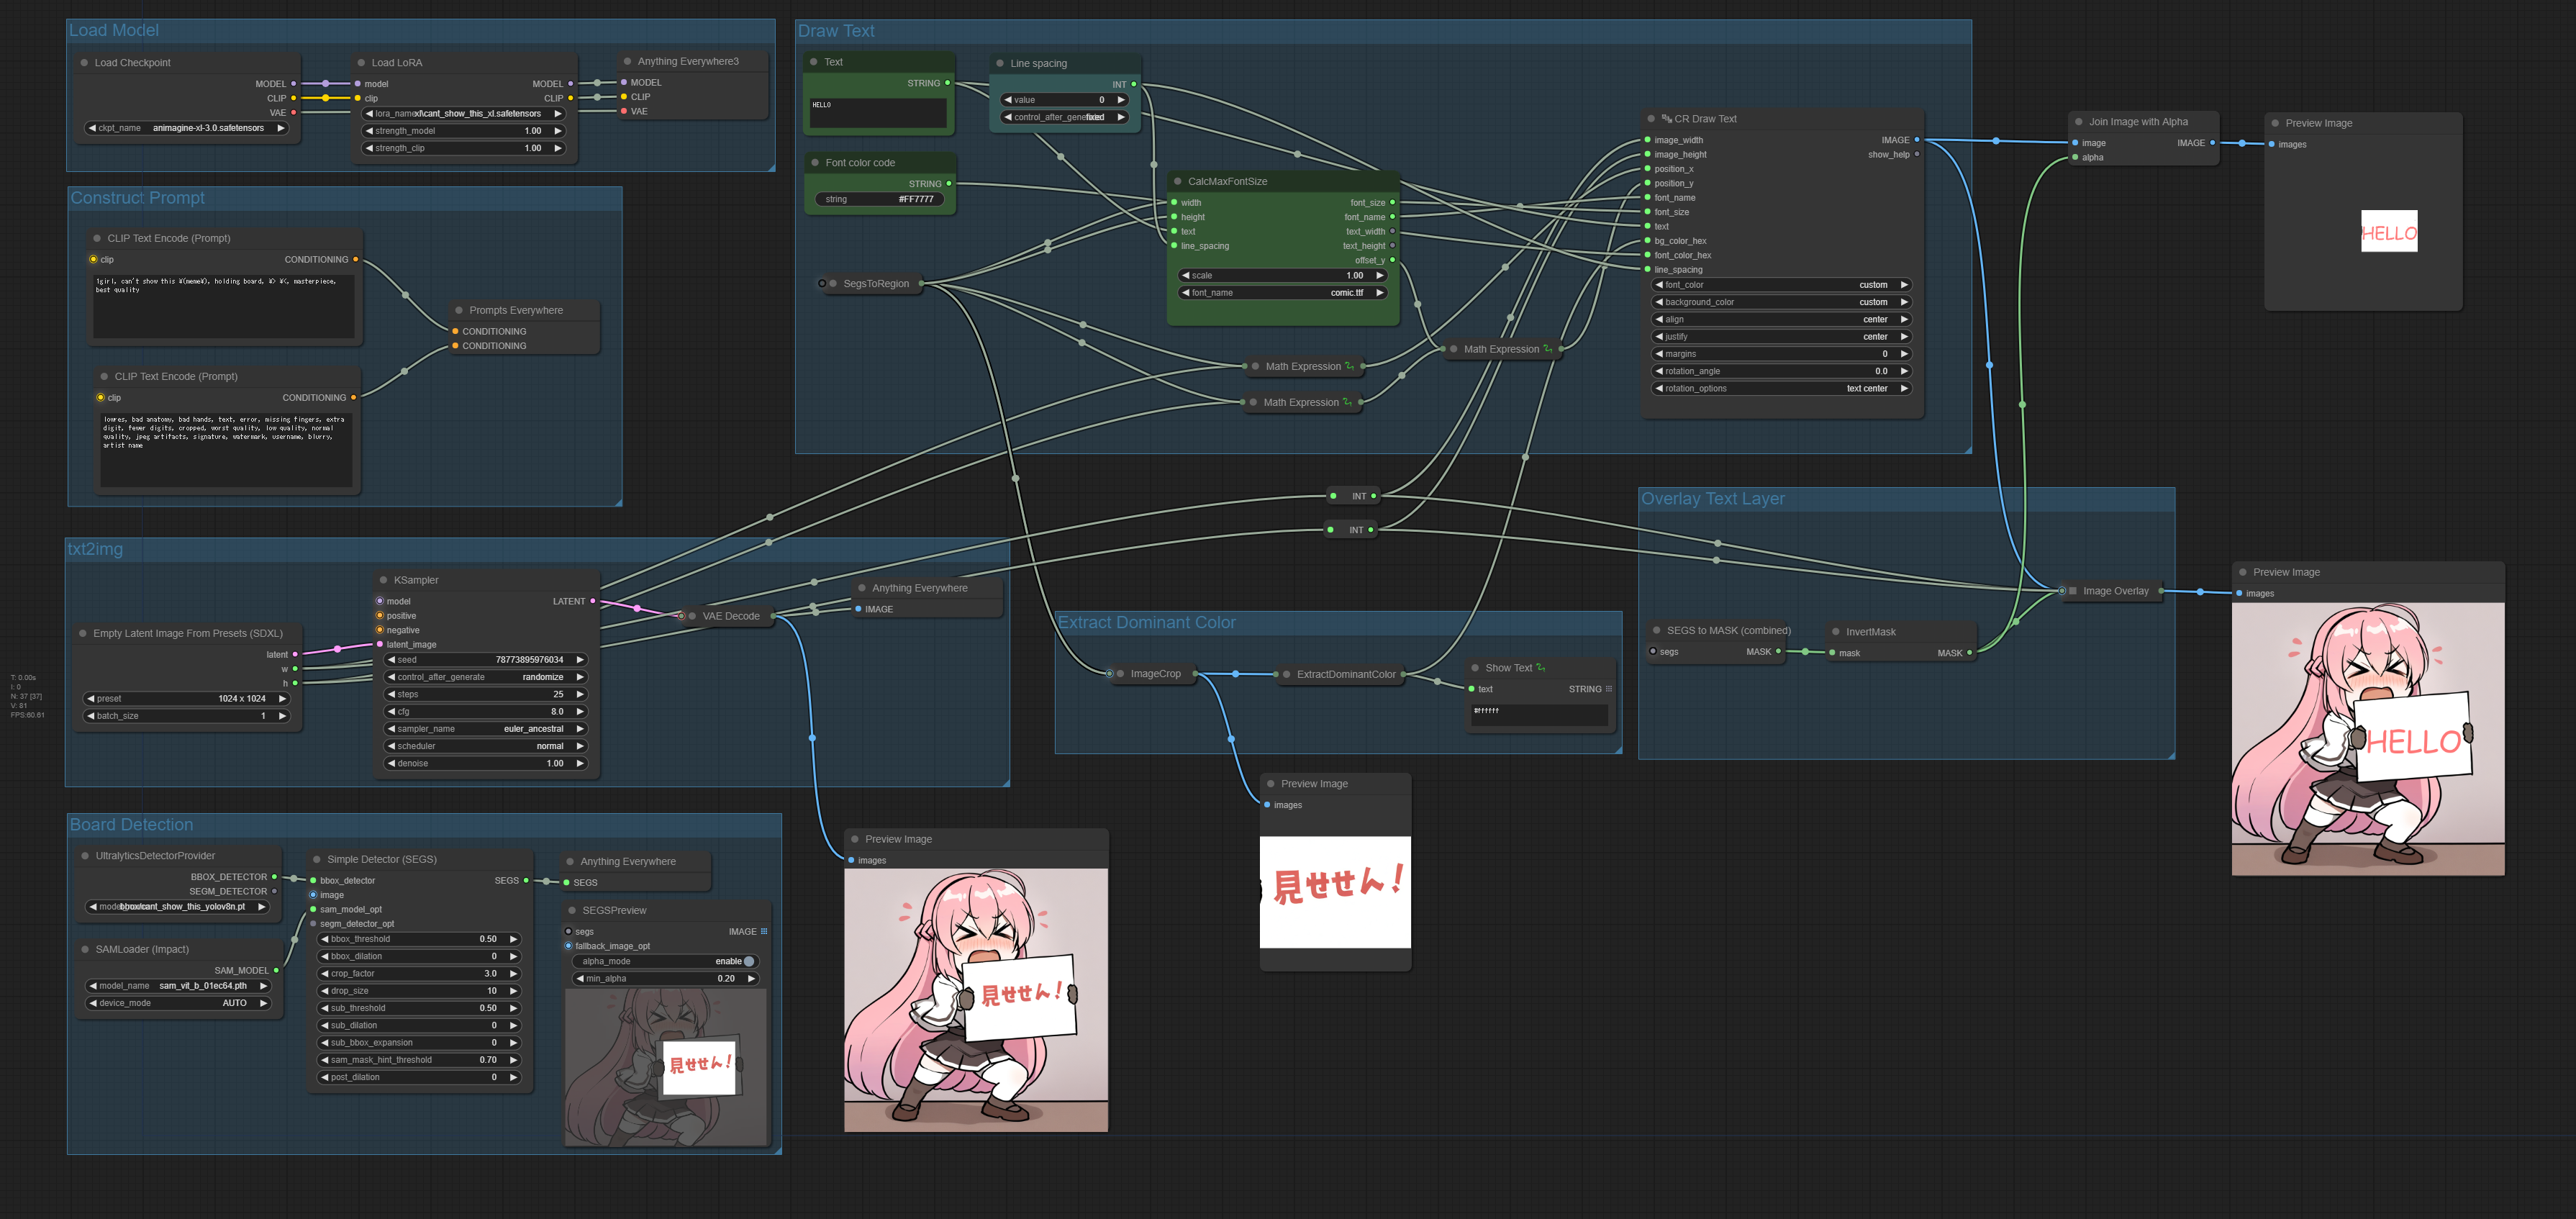 Load Model
Load Checkpoint
MODEL
CLIP
VAE
ckpt_name animagine-xl-3.0.safetensors
Load LoRA
model MODEL
clip CLIP
lora_name xl\cant_show_this_xl.safetensors
strength_model 1.00
strength_clip 1.00
Anything Everywhere3
MODEL
CLIP
VAE
Construct Prompt
CLIP Text Encode (Prompt)
clip CONDITIONING
1girl, can't show this ¥(meme¥), holding board, ¥> ¥<, masterpiece,
best quality
CLIP Text Encode (Prompt)
clip CONDITIONING
lowres, bad anatomy, bad hands, text, error, missing fingers, extra
digit, fewer digits, cropped, worst quality, low quality, normal
quality, jpeg artifacts, signature, watermark, username, blurry,
artist name
Prompts Everywhere
CONDITIONING
CONDITIONING
txt2img
Empty Latent Image From Presets (SDXL)
latent
w
h
preset 1024 x 1024
batch_size 1
KSampler
model LATENT
positive
negative
latent_image
seed 78773895976034
control_after_generate randomize
steps 25
cfg 8.0
sampler_name euler_ancestral
scheduler normal
denoise 1.00
VAE Decode
Anything Everywhere
IMAGE
T: 0.00s
I: 0
N: 37 [37]
V: 81
FPS:60.61
Board Detection
UltralyticsDetectorProvider
BBOX_DETECTOR
SEGM_DETECTOR
bbox/cant_show_this_yolov8n.pt
SAMLoader (Impact)
SAM_MODEL
model_name sam_vit_b_01ec64.pth
device_mode AUTO
Simple Detector (SEGS)
bbox_detector SEGS
image
sam_model_opt
segm_detector_opt
bbox_threshold 0.50
bbox_dilation 0
crop_factor 3.0
drop_size 10
sub_threshold 0.50
sub_dilation 0
sub_bbox_expansion 0
sam_mask_hint_threshold 0.70
post_dilation 0
Anything Everywhere
SEGS
SEGSPreview
segs IMAGE
fallback_image_opt
alpha_mode enable
min_alpha 0.20
見せせん!
Preview Image
images
見せせん!
Draw Text
Text
STRING
HELLO
Line spacing
INT
value 0
control_after_generate fixed
Font color code
STRING
string #FF7777
SegsToRegion
CalcMaxFontSize
width font_size
height font_name
text text_width
line_spacing text_height
offset_y
scale 1.00
font_name comic.ttf
Math Expression
Math Expression
Math Expression
CR Draw Text
image_width IMAGE
image_height show_help
position_x
position_y
font_name
font_size
text
bg_color_hex
font_color_hex
line_spacing
font_color custom
background_color custom
align center
justify center
margins 0
rotation_angle 0.0
rotation_options text center
INT
INT
Extract Dominant Color
ImageCrop
ExtractDominantColor
Show Text
text STRING
#ffffff
Preview Image
images
見せせん!
Join Image with Alpha
image IMAGE
alpha
Preview Image
images
HELLO
Overlay Text Layer
SEGS to MASK (combined)
segs MASK
InvertMask
mask MASK
Image Overlay
Preview Image
images
HELLO